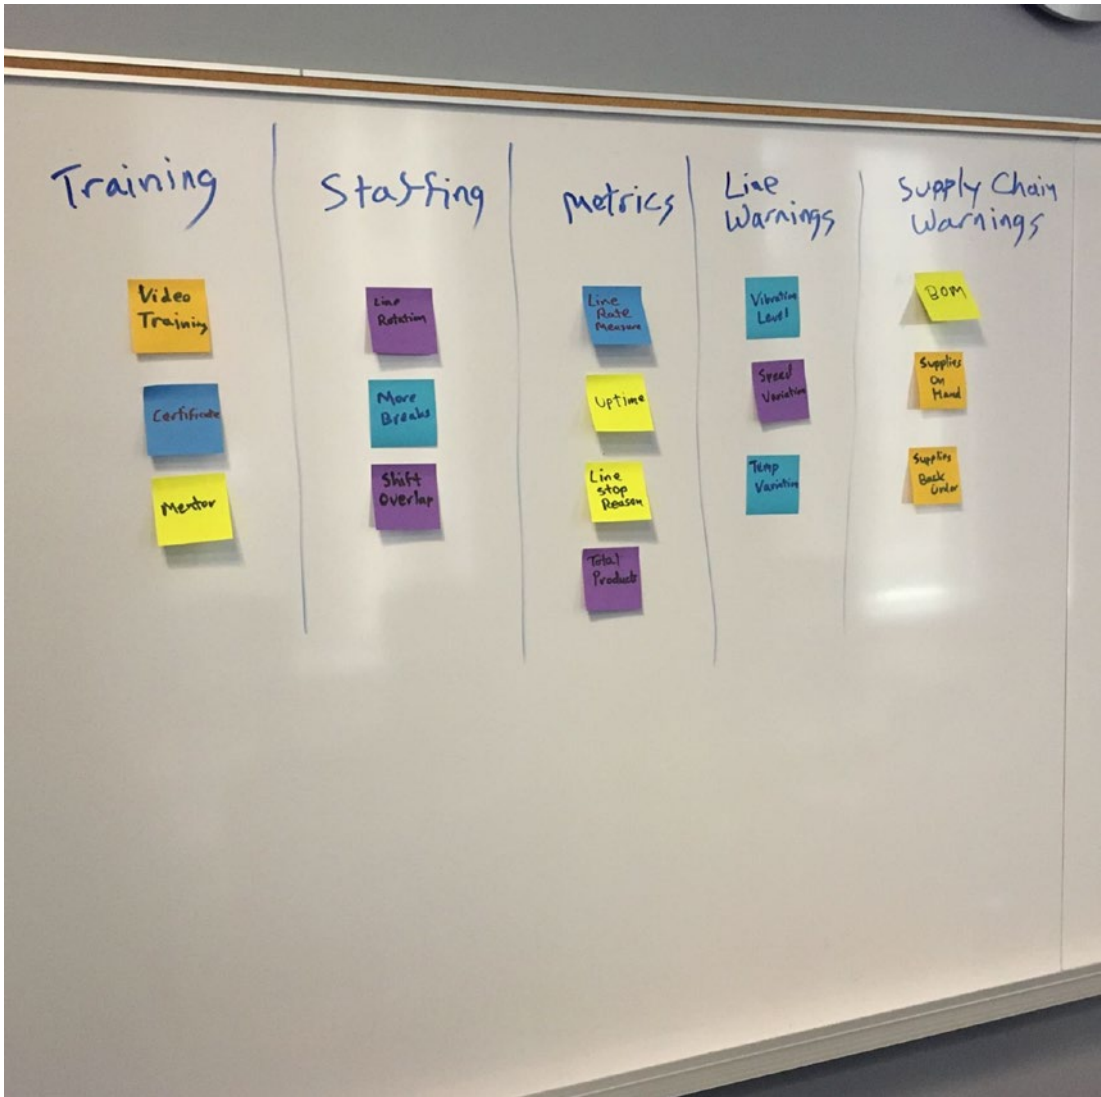 Training
Video
Training
Certificate
Mentor
Staffing
Line
Rotation
More
Breaks
Shift
Overlap
Metrics
Line
Rate
Measure
Uptime
Line
Stop
Reason
Total
Products
Line
Warnings
Vibration
Level
Speed
Variation
Temp
Variation
Supply Chain
Warnings
BOM
Supplies
On
Hand
Supplies
Back
Order